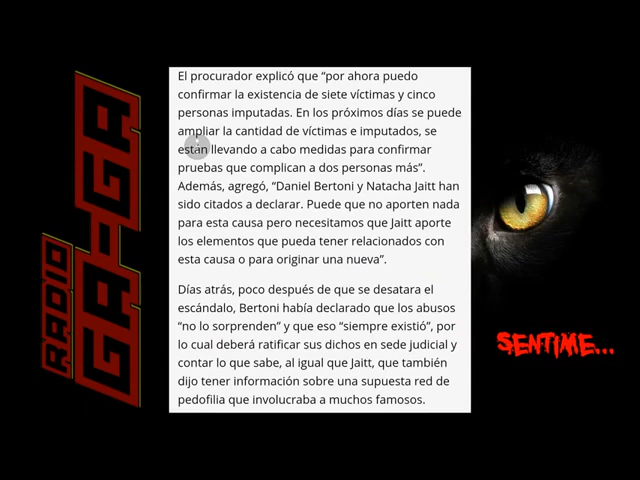 El procurador explicó que “por ahora puedo
confirmar la existencia de siete víctimas y cinco
personas imputadas. En los próximos días se puede
ampliar la cantidad de víctimas e imputados, se
están llevando a cabo medidas para confirmar
pruebas que complican a dos personas más”.
Además, agregó, “Daniel Bertoni y Natacha Jaitt han
sido citados a declarar. Puede que no aporten nada
para esta causa pero necesitamos que Jaitt aporte
los elementos que pueda tener relacionados con
esta causa o para originar una nueva”.
Días atrás, poco después de que se desatara el
escándalo, Bertoni había declarado que los abusos
“no lo sorprenden” y que eso “siempre existió”, por
lo cual deberá ratificar sus dichos en sede judicial y
contar lo que sabe, al igual que Jaitt, que también
dijo tener información sobre una supuesta red de
pedofilia que involucraba a muchos famosos.
RADIO
GA-GA
SENTIME...